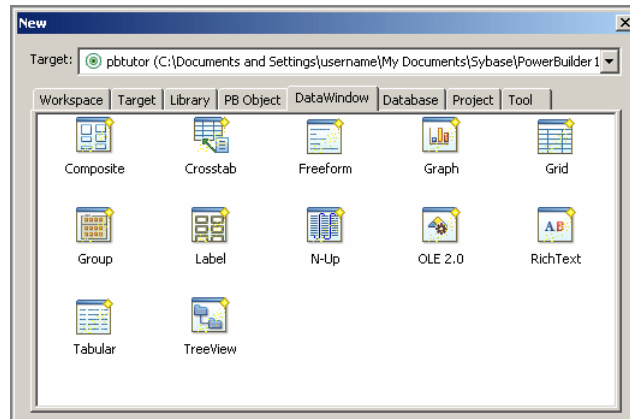 New
Target: pbtutor (C:\Documents and Settings\username\My Documents\Sybase\PowerBuilder 1
Workspace Target Library PB Object DataWindow Database Project Tool
Composite Crosstab Freeform Graph Grid
AB
Group Label N-Up OLE 2.0 RichText
Tabular TreeView